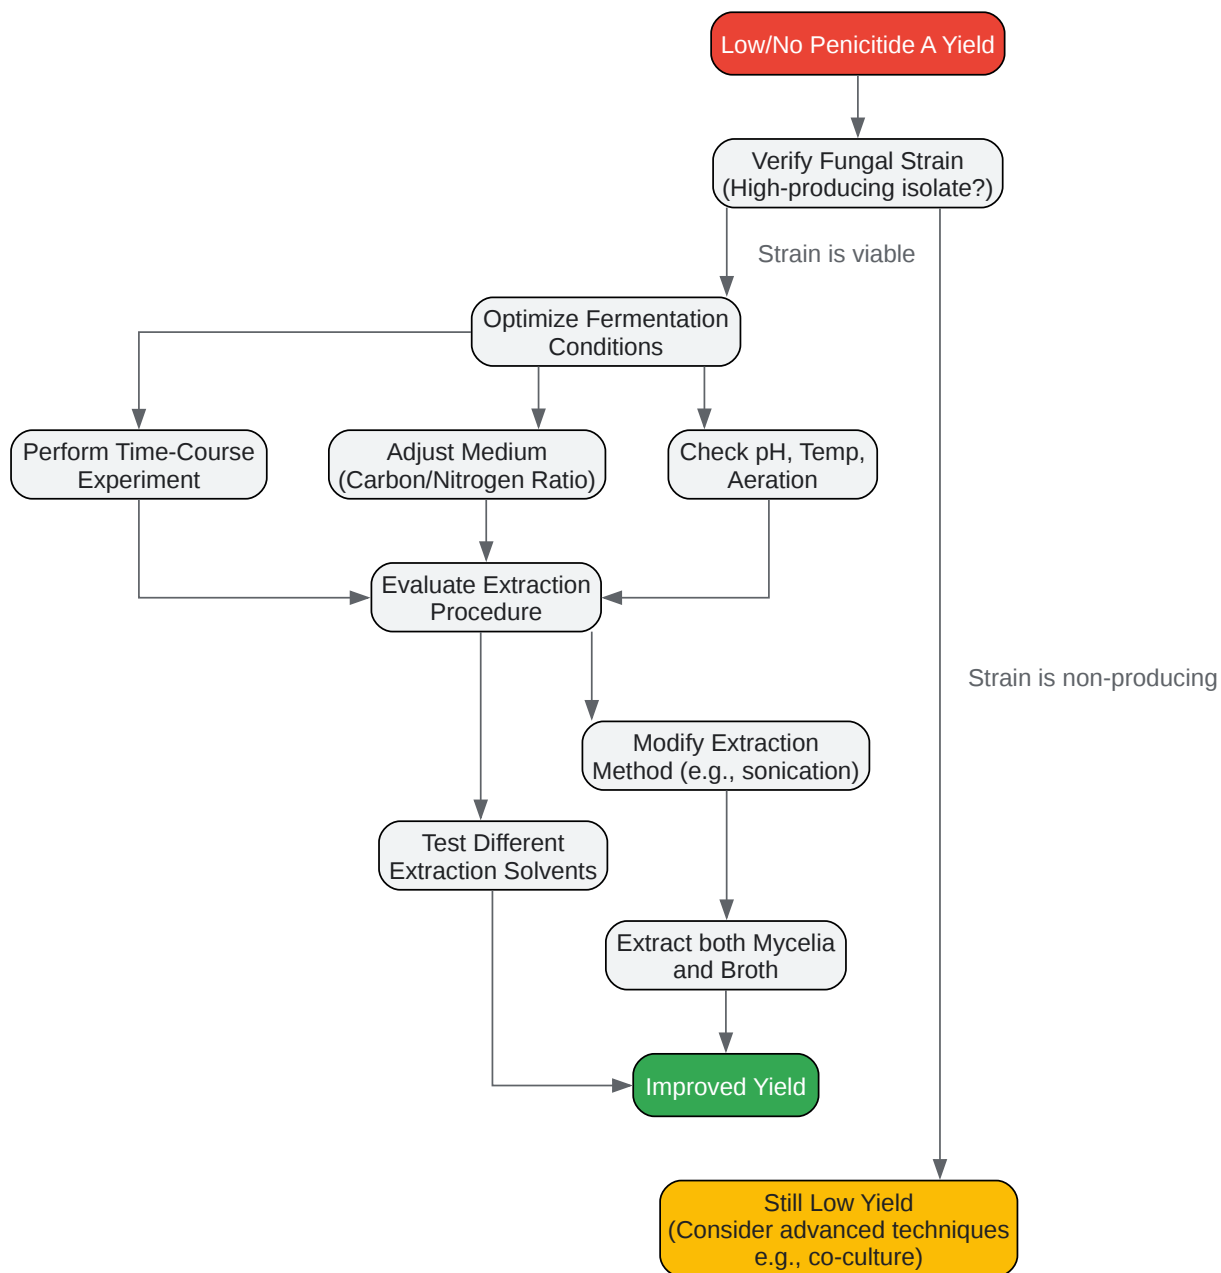 Low/No Penicitide A Yield
Verify Fungal Strain
(High-producing isolate?)
Strain is viable
Optimize Fermentation
Conditions
Perform Time-Course
Experiment
Adjust Medium
(Carbon/Nitrogen Ratio)
Check pH, Temp,
Aeration
Evaluate Extraction
Procedure
Strain is non-producing
Modify Extraction
Method (e.g., sonication)
Test Different
Extraction Solvents
Extract both Mycelia
and Broth
Improved Yield
Still Low Yield
(Consider advanced techniques
e.g., co-culture)